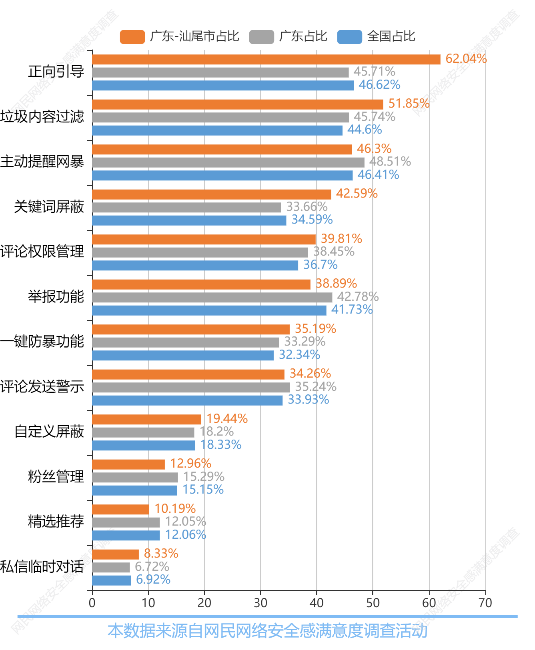 广东-汕尾市占比 广东占比 全国占比
正向引导 62.04% 45.71% 46.62%
垃圾内容过滤 51.85% 45.74% 44.6%
主动提醒网暴 46.3% 48.51% 46.41%
关键词屏蔽 42.59% 33.66% 34.59%
评论权限管理 39.81% 38.45% 36.7%
举报功能 38.89% 42.78% 41.73%
一键防暴功能 35.19% 33.29% 32.34%
评论发送警示 34.26% 35.24% 33.93%
自定义屏蔽 19.44% 18.2% 18.33%
粉丝管理 12.96% 15.29% 15.15%
精选推荐 10.19% 12.05% 12.06%
私信临时对话 8.33% 6.72% 6.92%
0 10 20 30 40 50 60 70
本数据来源自网民网络安全感满意度调查活动